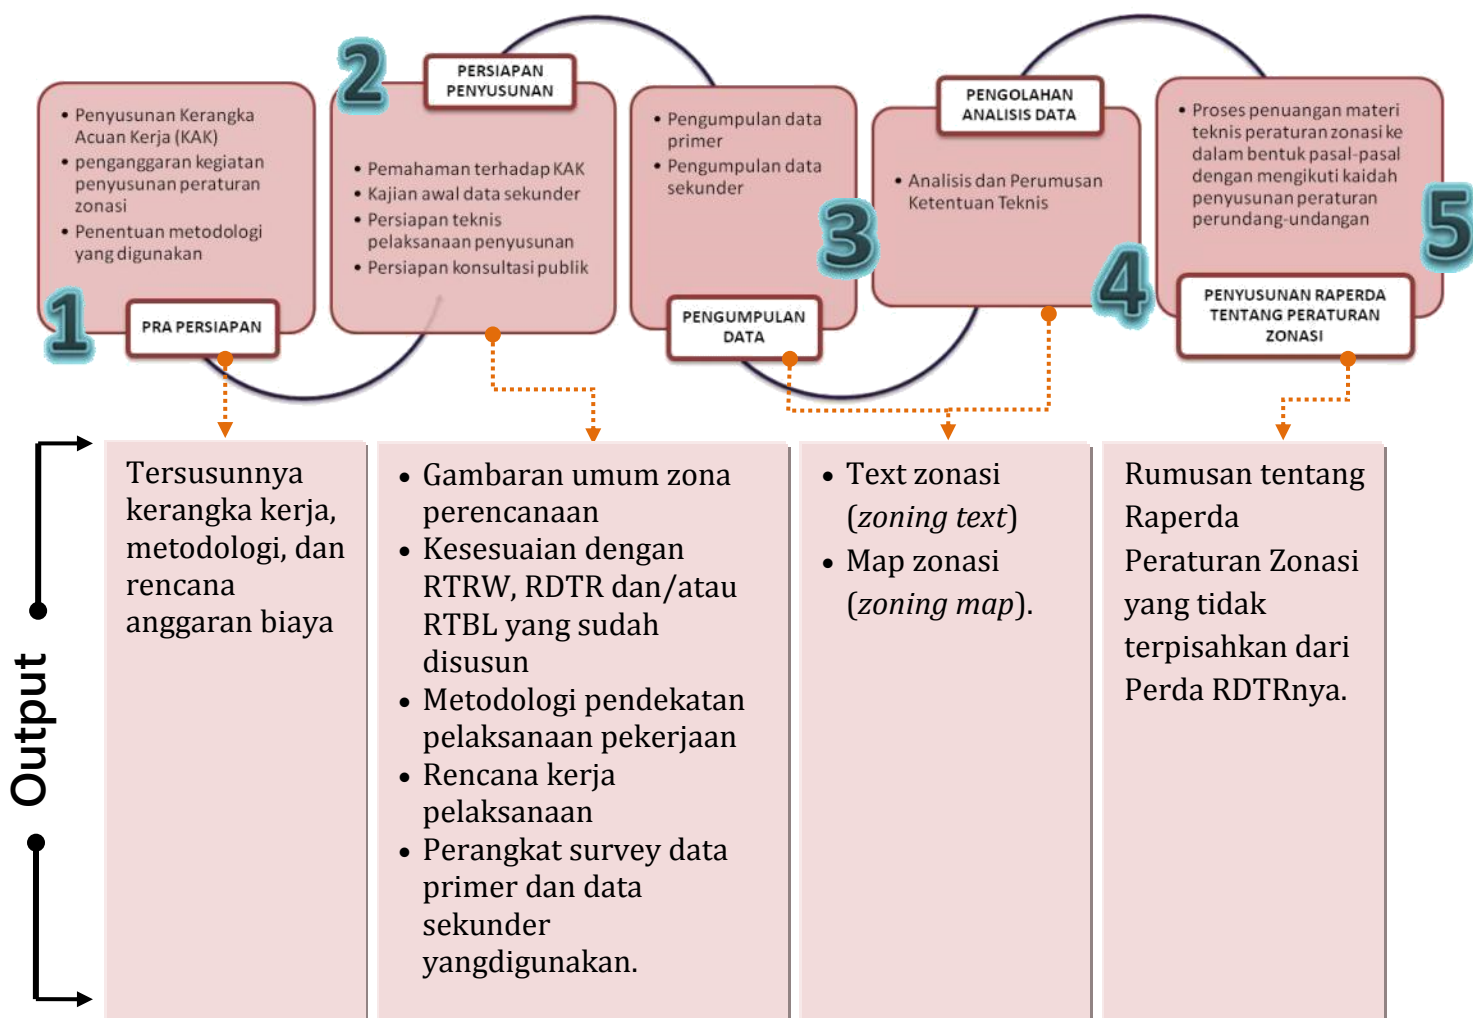 1
• Penyusunan Kerangka
Acuan Kerja (KAK)
• penganggaran kegiatan
penyusunan peraturan
zonasi
• Penentuan metodologi
yang digunakan
PRA PERSIAPAN
2
PERSIAPAN
PENYUSUNAN
• Pemahaman terhadap KAK
• Kajian awal data sekunder
• Persiapan teknis
pelaksanaan penyusunan
• Persiapan konsultasi publik
• Pengumpulan data
primer
• Pengumpulan data
sekunder
3
PENGUMPULAN
DATA
PENGOLAHAN
ANALISIS DATA
• Analisis dan Perumusan
Ketentuan Teknis
4
• Proses penuangan materi
teknis peraturan zonasi ke
dalam bentuk pasal-pasal
dengan mengikuti kaidah
penyusunan peraturan
perundang-undangan
5
PENYUSUNAN RAPERDA
TENTANG PERATURAN
ZONASI
Output
Tersusunnya
kerangka kerja,
metodologi, dan
rencana
anggaran biaya
• Gambaran umum zona
perencanaan
• Kesesuaian dengan
RTRW, RDTR dan/atau
RTBL yang sudah
disusun
• Metodologi pendekatan
pelaksanaan pekerjaan
• Rencana kerja
pelaksanaan
• Perangkat survey data
primer dan data
sekunder
yangdigunakan.
• Text zonasi
(zoning text)
• Map zonasi
(zoning map).
Rumusan tentang
Raperda
Peraturan Zonasi
yang tidak
terpisahkan dari
Perda RDTRnya.